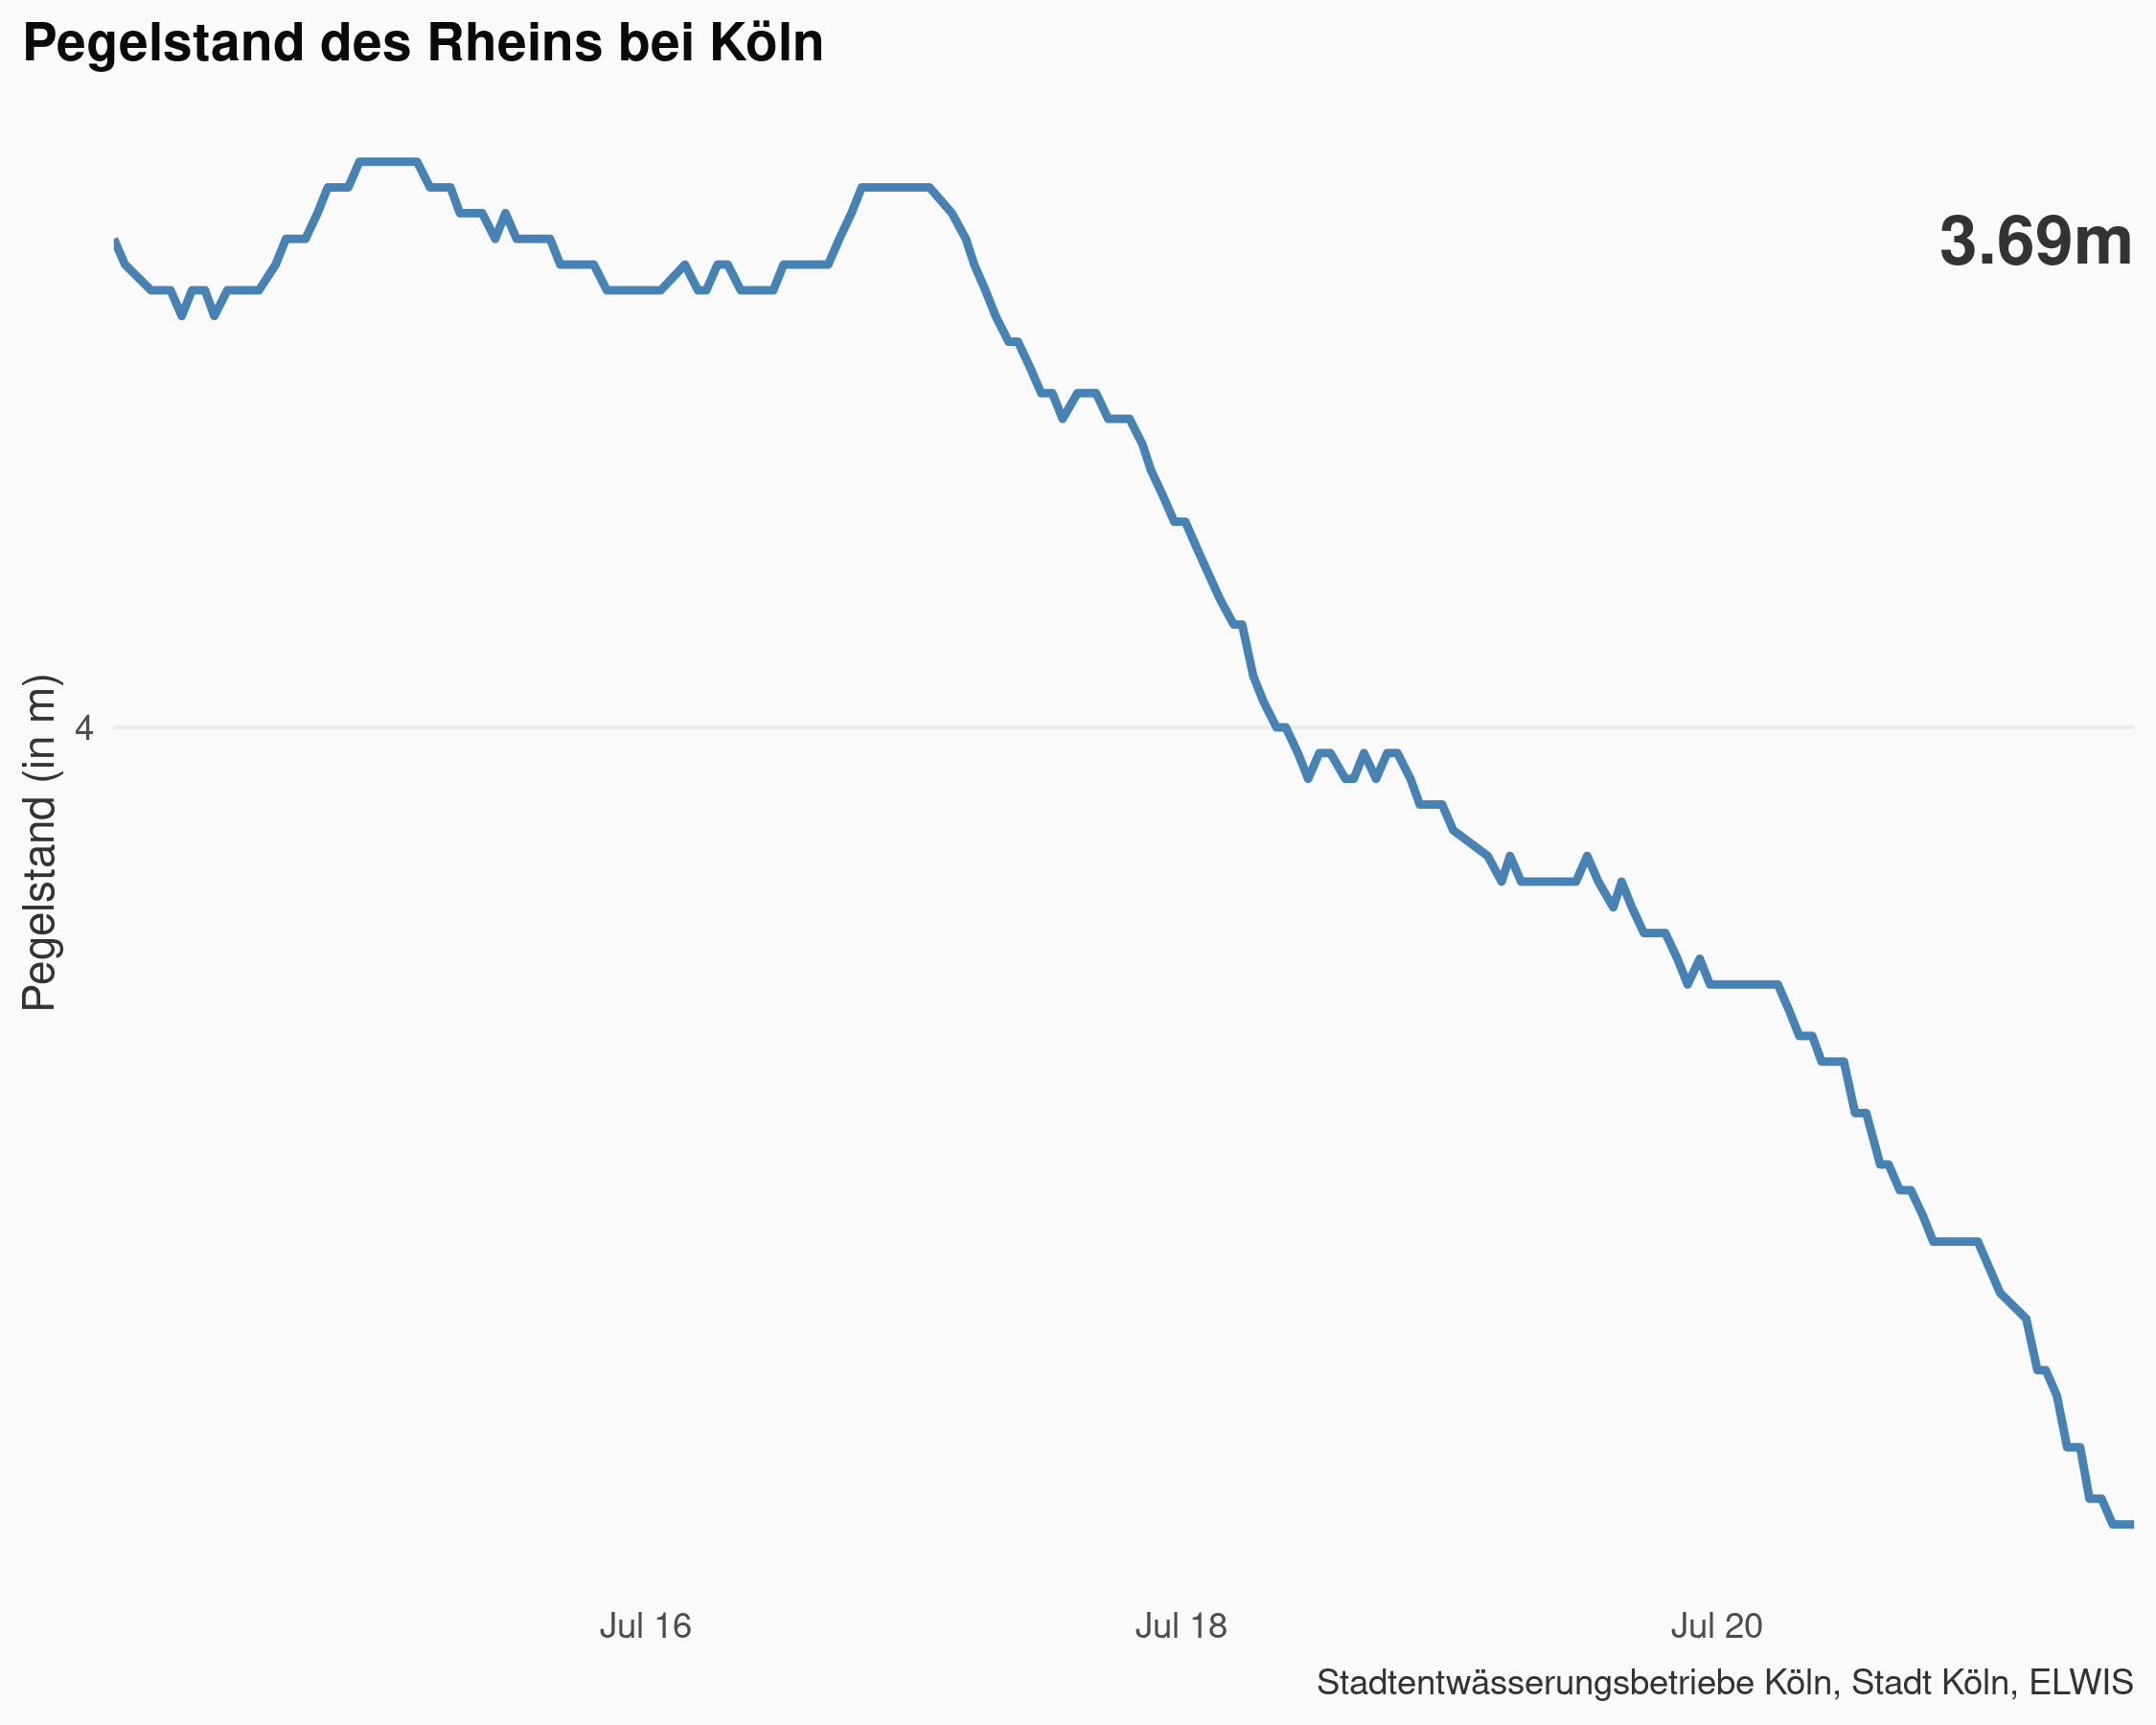 Pegelstand des Rheins bei Köln
3.69m
Pegelstand (in m)
4
Jul 16
Jul 18
Jul 20
Stadtentwässerungsbetriebe Köln, Stadt Köln, ELWIS